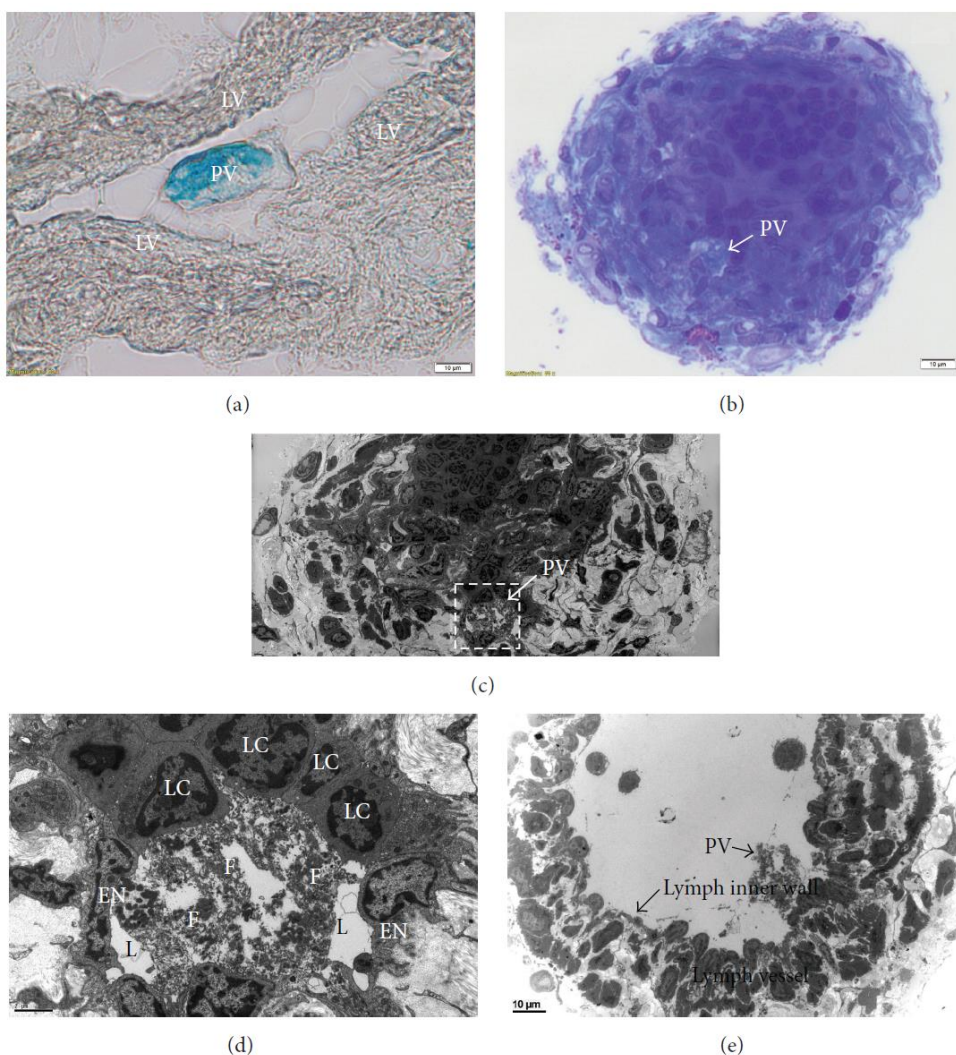 LV
LV
PV
LV
10 µm
(a)
PV
10 µm
(b)
PV
(c)
LC
LC
LC
LC
F
F
EN
F
L
L
EN
(d)
PV
Lymph inner wall
Lymph vessel
10 µm
(e)